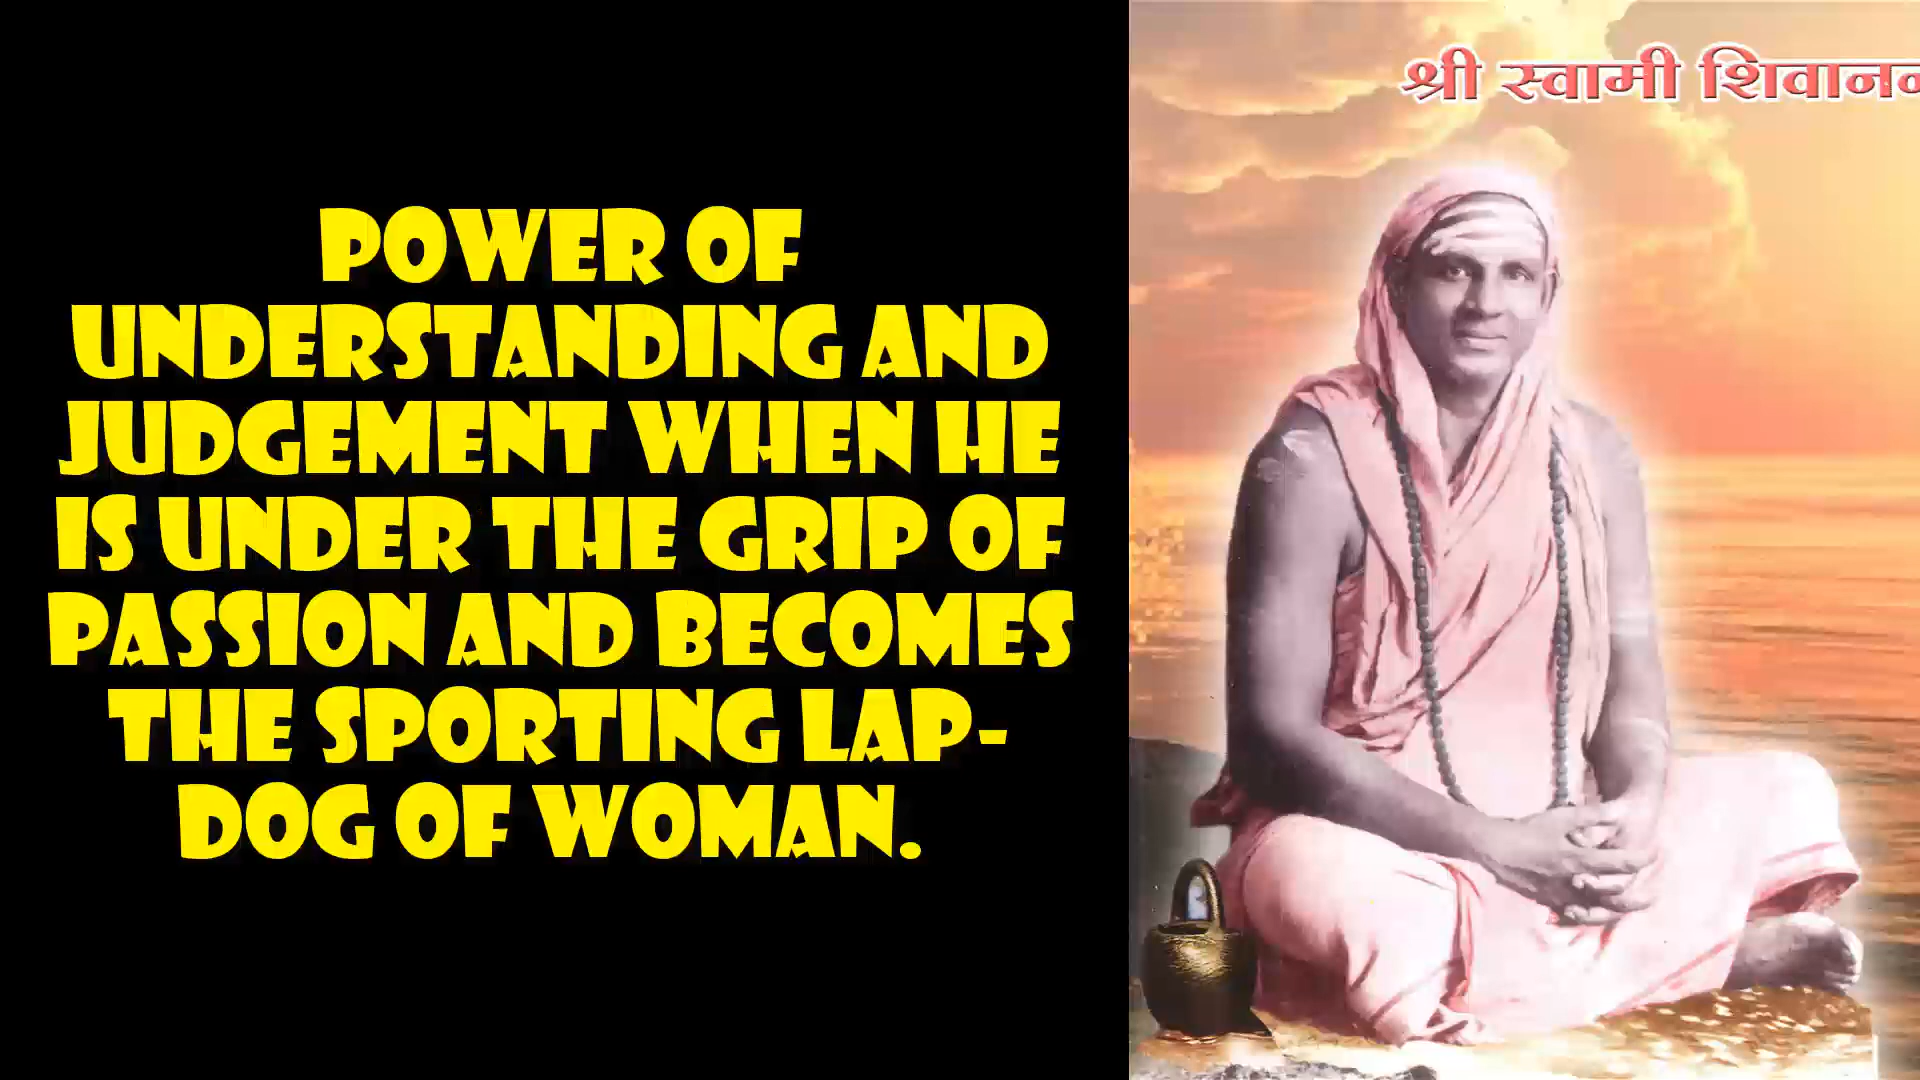 POWER OF
UNDERSTANDING AND
JUDGEMENT WHEN HE
IS UNDER THE GRIP OF
PASSION AND BECOMES
THE SPORTING LAP-
DOG OF WOMAN.
श्री स्वामी